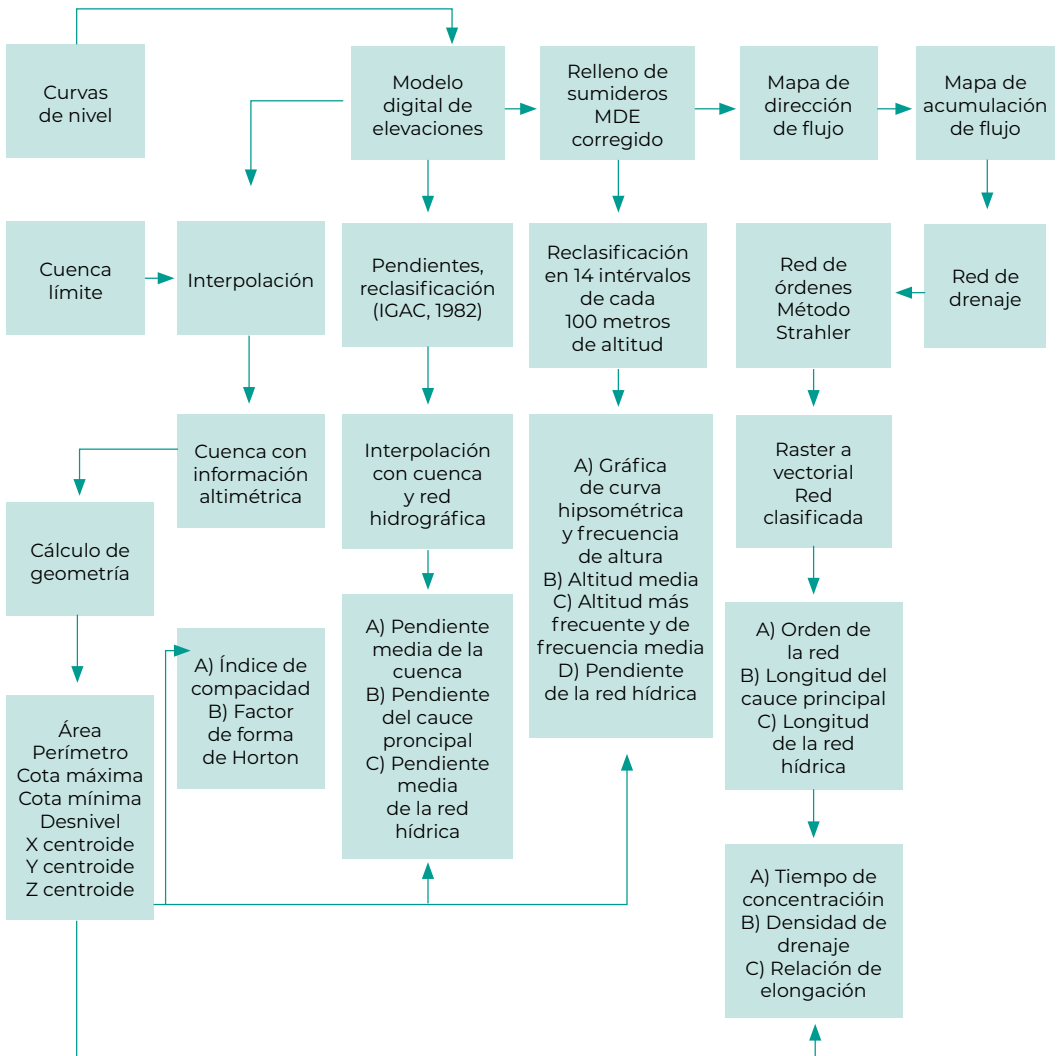 Curvas
de nivel
Modelo
digital de
elevaciones
Relleno de
sumideros
MDE
corregido
Mapa de
dirección
de flujo
Mapa de
acumulación
de flujo
Cuenca
límite
Interpolación
Pendientes,
reclasificación
(IGAC, 1982)
Reclasificación
en 14 intérvalos
de cada
100 metros
de altitud
Red de
órdenes
Método
Strahler
Red de
drenaje
Cuenca con
información
altimétrica
Interpolación
con cuenca
y red
hidrográfica
A) Gráfica
de curva
hipsométrica
y frecuencia
de altura
B) Altitud media
C) Altitud más
frecuente y de
frecuencia media
D) Pendiente
de la red hídrica
Raster a
vectorial
Red
clasificada
Cálculo de
geometría
A) Índice de
compacidad
B) Factor
de forma
de Horton
A) Pendiente
media de la
cuenca
B) Pendiente
del cauce
proncipal
C) Pendiente
media
de la red
hídrica
A) Orden de
la red
B) Longitud del
cauce principal
C) Longitud
de la red
hídrica
Área
Perímetro
Cota máxima
Cota mínima
Desnivel
X centroide
Y centroide
Z centroide
A) Tiempo de
concentracióin
B) Densidad de
drenaje
C) Relación de
elongación